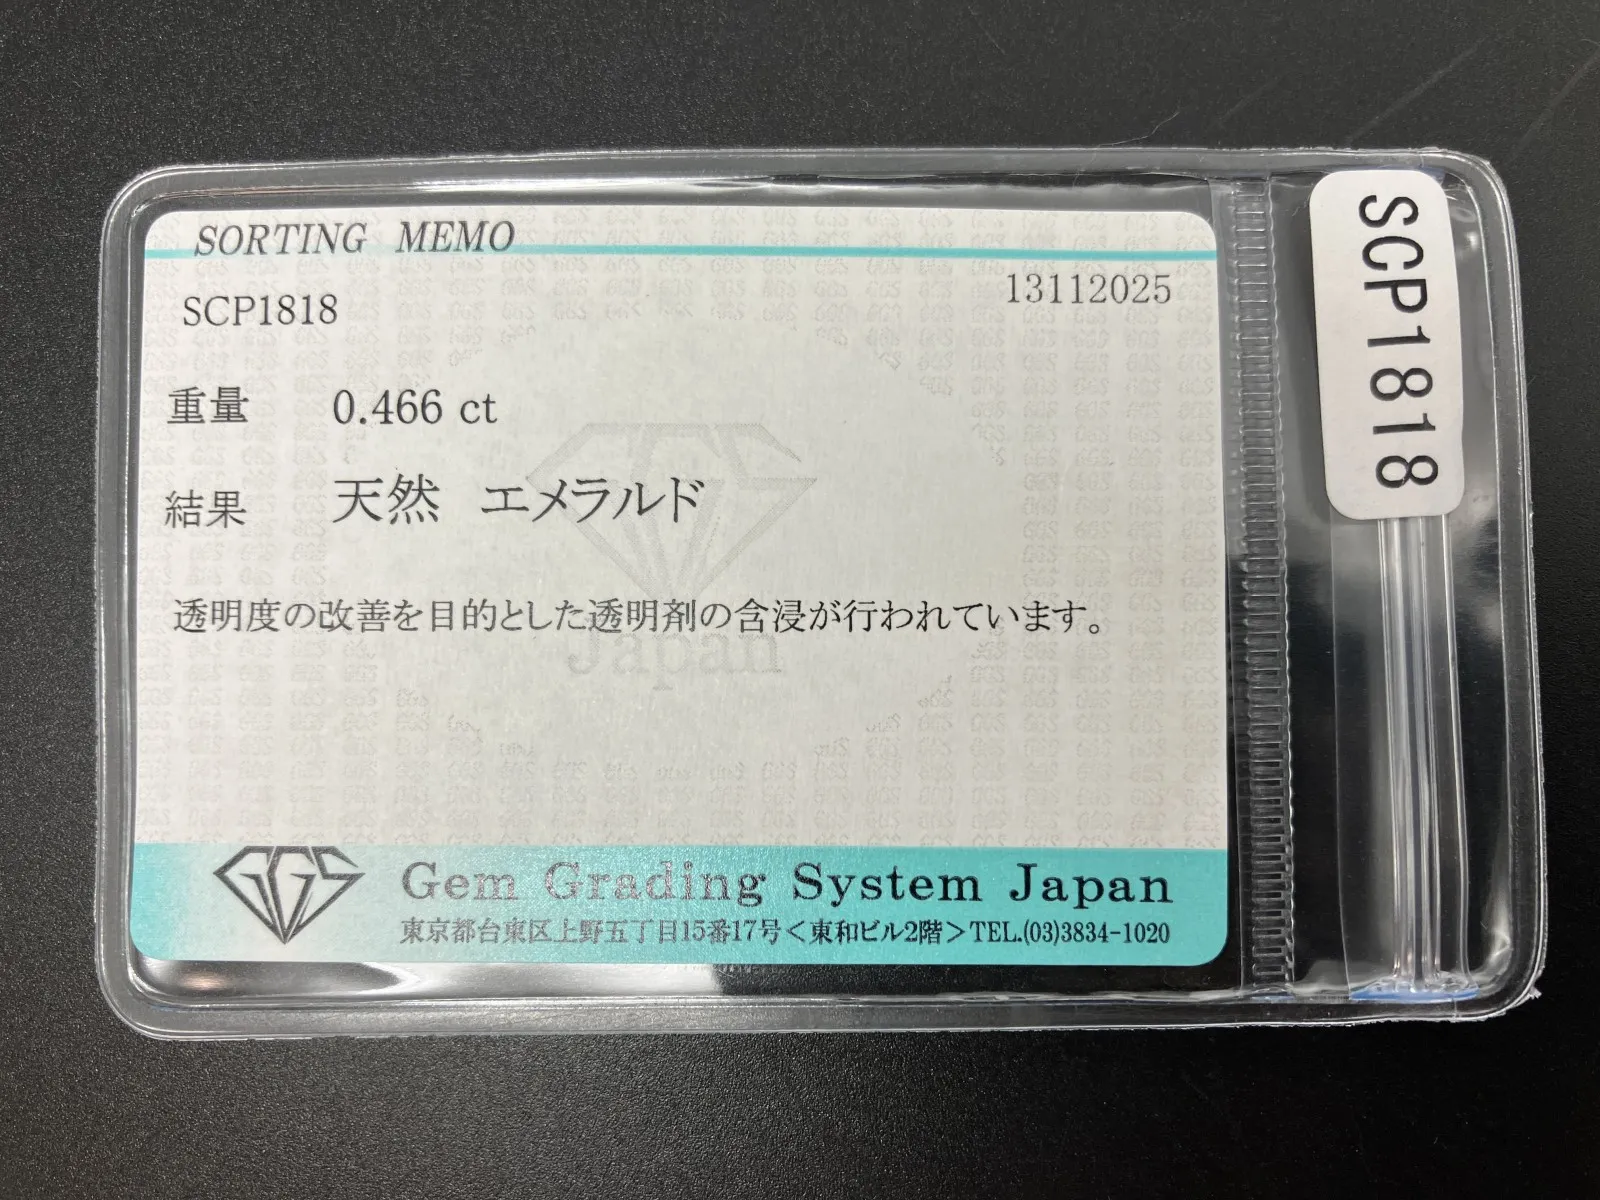 SORTING MEMO
SCP1818
13112025
重量 0.466 ct
結果 天然 エメラルド
透明度の改善を目的とした透明剤の含浸が行われています。
Japan
GGS
Gem Grading System Japan
東京都台東区上野五丁目15番17号<東和ビル2階>TEL.(03)3834-1020
SCP1818